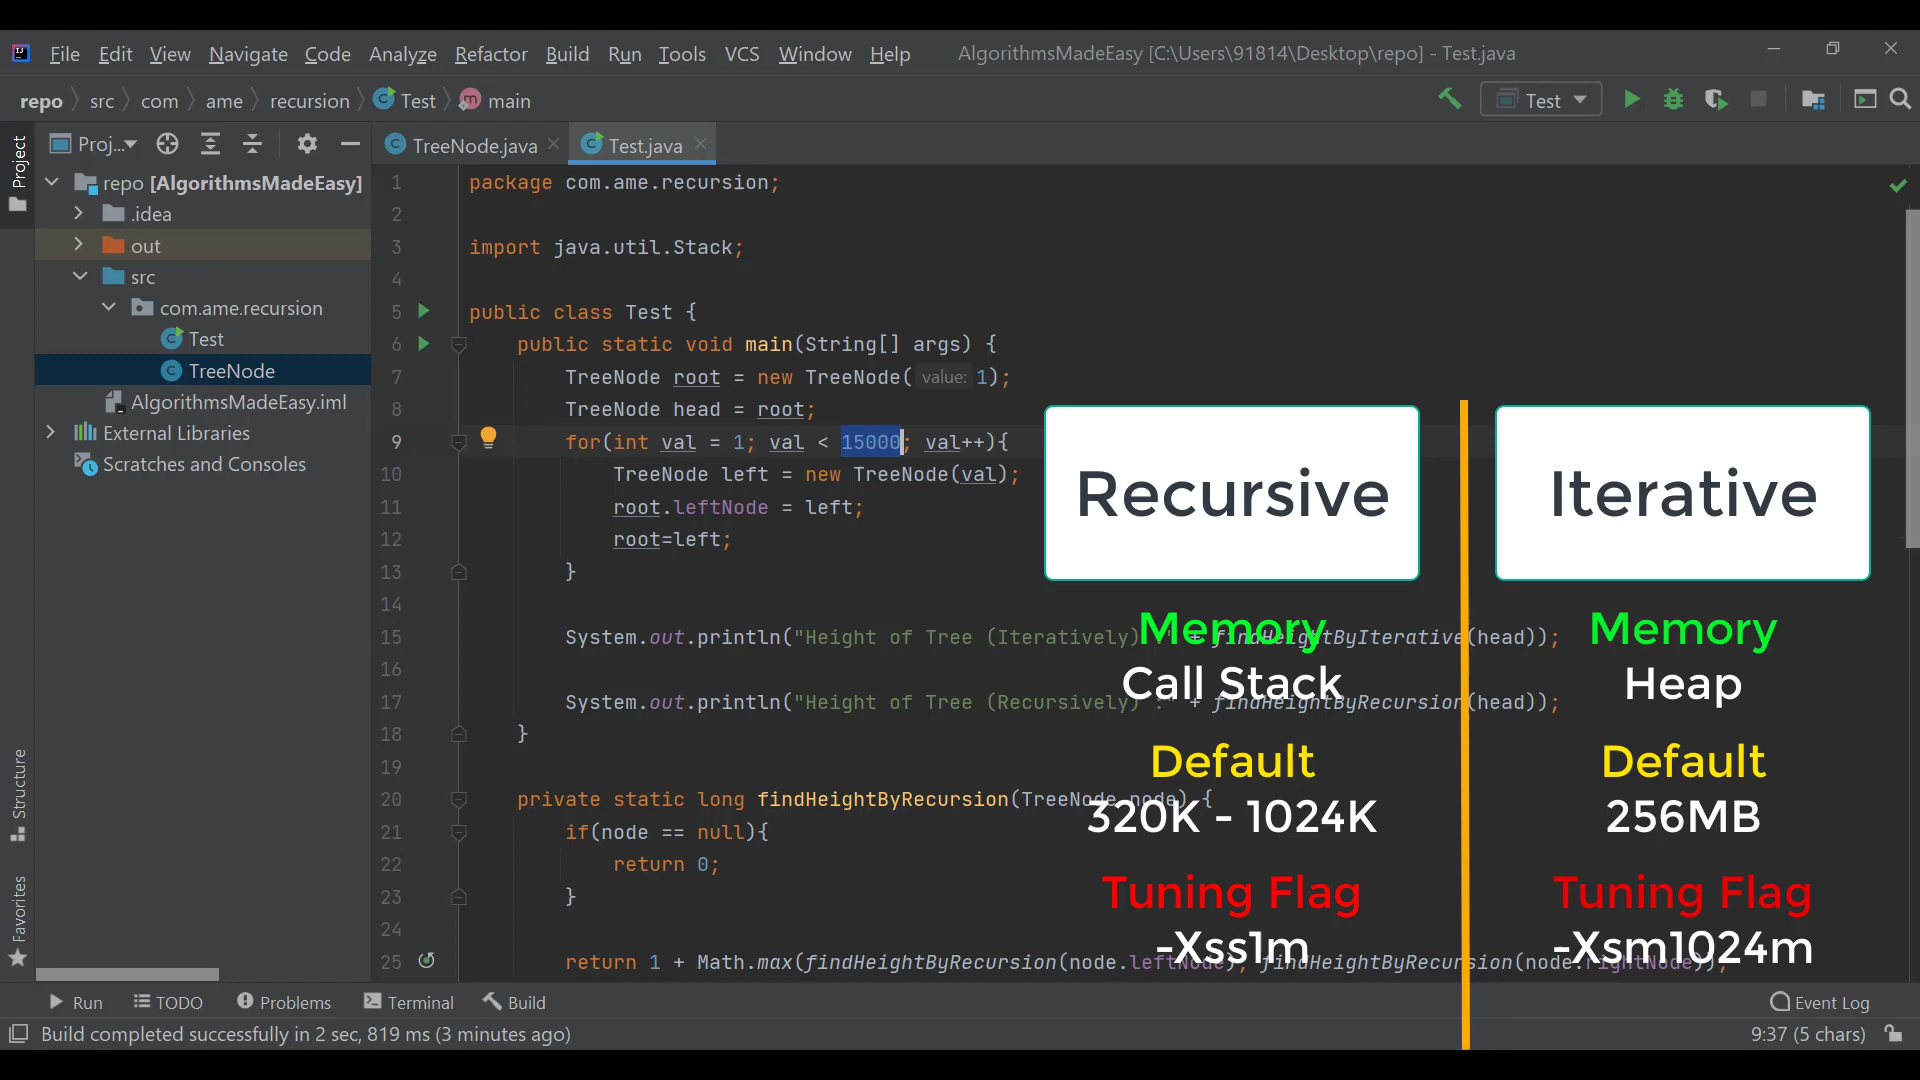 File Edit View Navigate Code Analyze Refactor Build Run Tools VCS Window Help AlgorithmsMadeEasy [C:\Users\91814\Desktop\repo] - Test.java
repo src com ame recursion Test main
Test
Project
Proj...
TreeNode.java
Test.java
repo [AlgorithmsMadeEasy]
.idea
out
src
com.ame.recursion
Test
TreeNode
AlgorithmsMadeEasy.iml
External Libraries
Scratches and Consoles
Structure
Favorites
1 package com.ame.recursion;
2
3 import java.util.Stack;
4
5 public class Test {
6 public static void main(String[] args) {
7 TreeNode root = new TreeNode( value: 1);
8 TreeNode head = root;
9 for(int val = 1; val < 15000; val++){
10 TreeNode left = new TreeNode(val);
11 root.leftNode = left;
12 root=left;
13 }
14
15 System.out.println("Height of Tree (Iteratively) :" + findHeightByIterative(head));
16
17 System.out.println("Height of Tree (Recursively) :" + findHeightByRecursion(head));
18 }
19
20 private static long findHeightByRecursion(TreeNode node) {
21 if(node == null){
22 return 0;
23 }
24
25 return 1 + Math.max(findHeightByRecursion(node.leftNode), findHeightByRecursion(node.rightNode));
Recursive
Memory
Call Stack
Default
320K - 1024K
Tuning Flag
-Xss1m
Iterative
Memory
Heap
Default
256MB
Tuning Flag
-Xsm1024m
Run TODO Problems Terminal Build Event Log
Build completed successfully in 2 sec, 819 ms (3 minutes ago) 9:37 (5 chars)